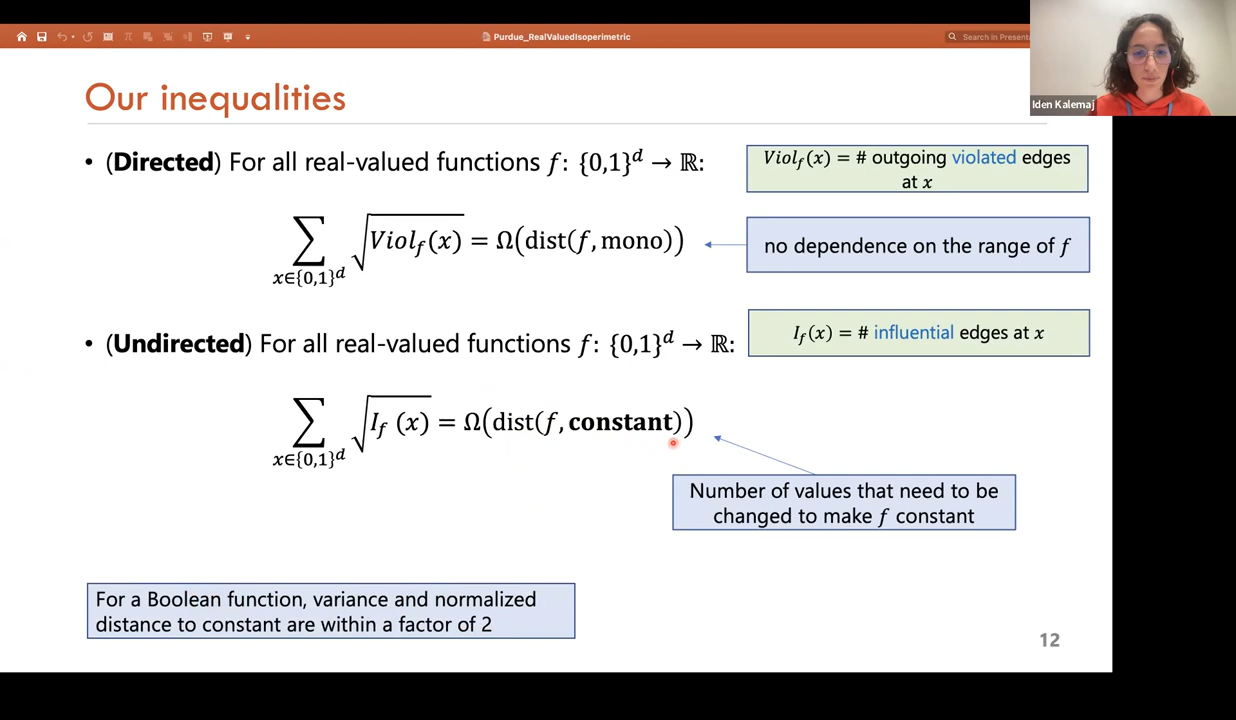 Purdue_RealValuedIsoperimetric
Search in Presenta
Iden Kalemaj
Our inequalities
• (Directed) For all real-valued functions f: {0,1}^d → ℝ:
Viol_f(x) = # outgoing violated edges
at x
∑_{x∈{0,1}^d} √(Viol_f(x)) = Ω(dist(f, mono))
no dependence on the range of f
• (Undirected) For all real-valued functions f: {0,1}^d → ℝ:
I_f(x) = # influential edges at x
∑_{x∈{0,1}^d} √(I_f (x)) = Ω(dist(f, constant))
Number of values that need to be
changed to make f constant
For a Boolean function, variance and normalized
distance to constant are within a factor of 2
12